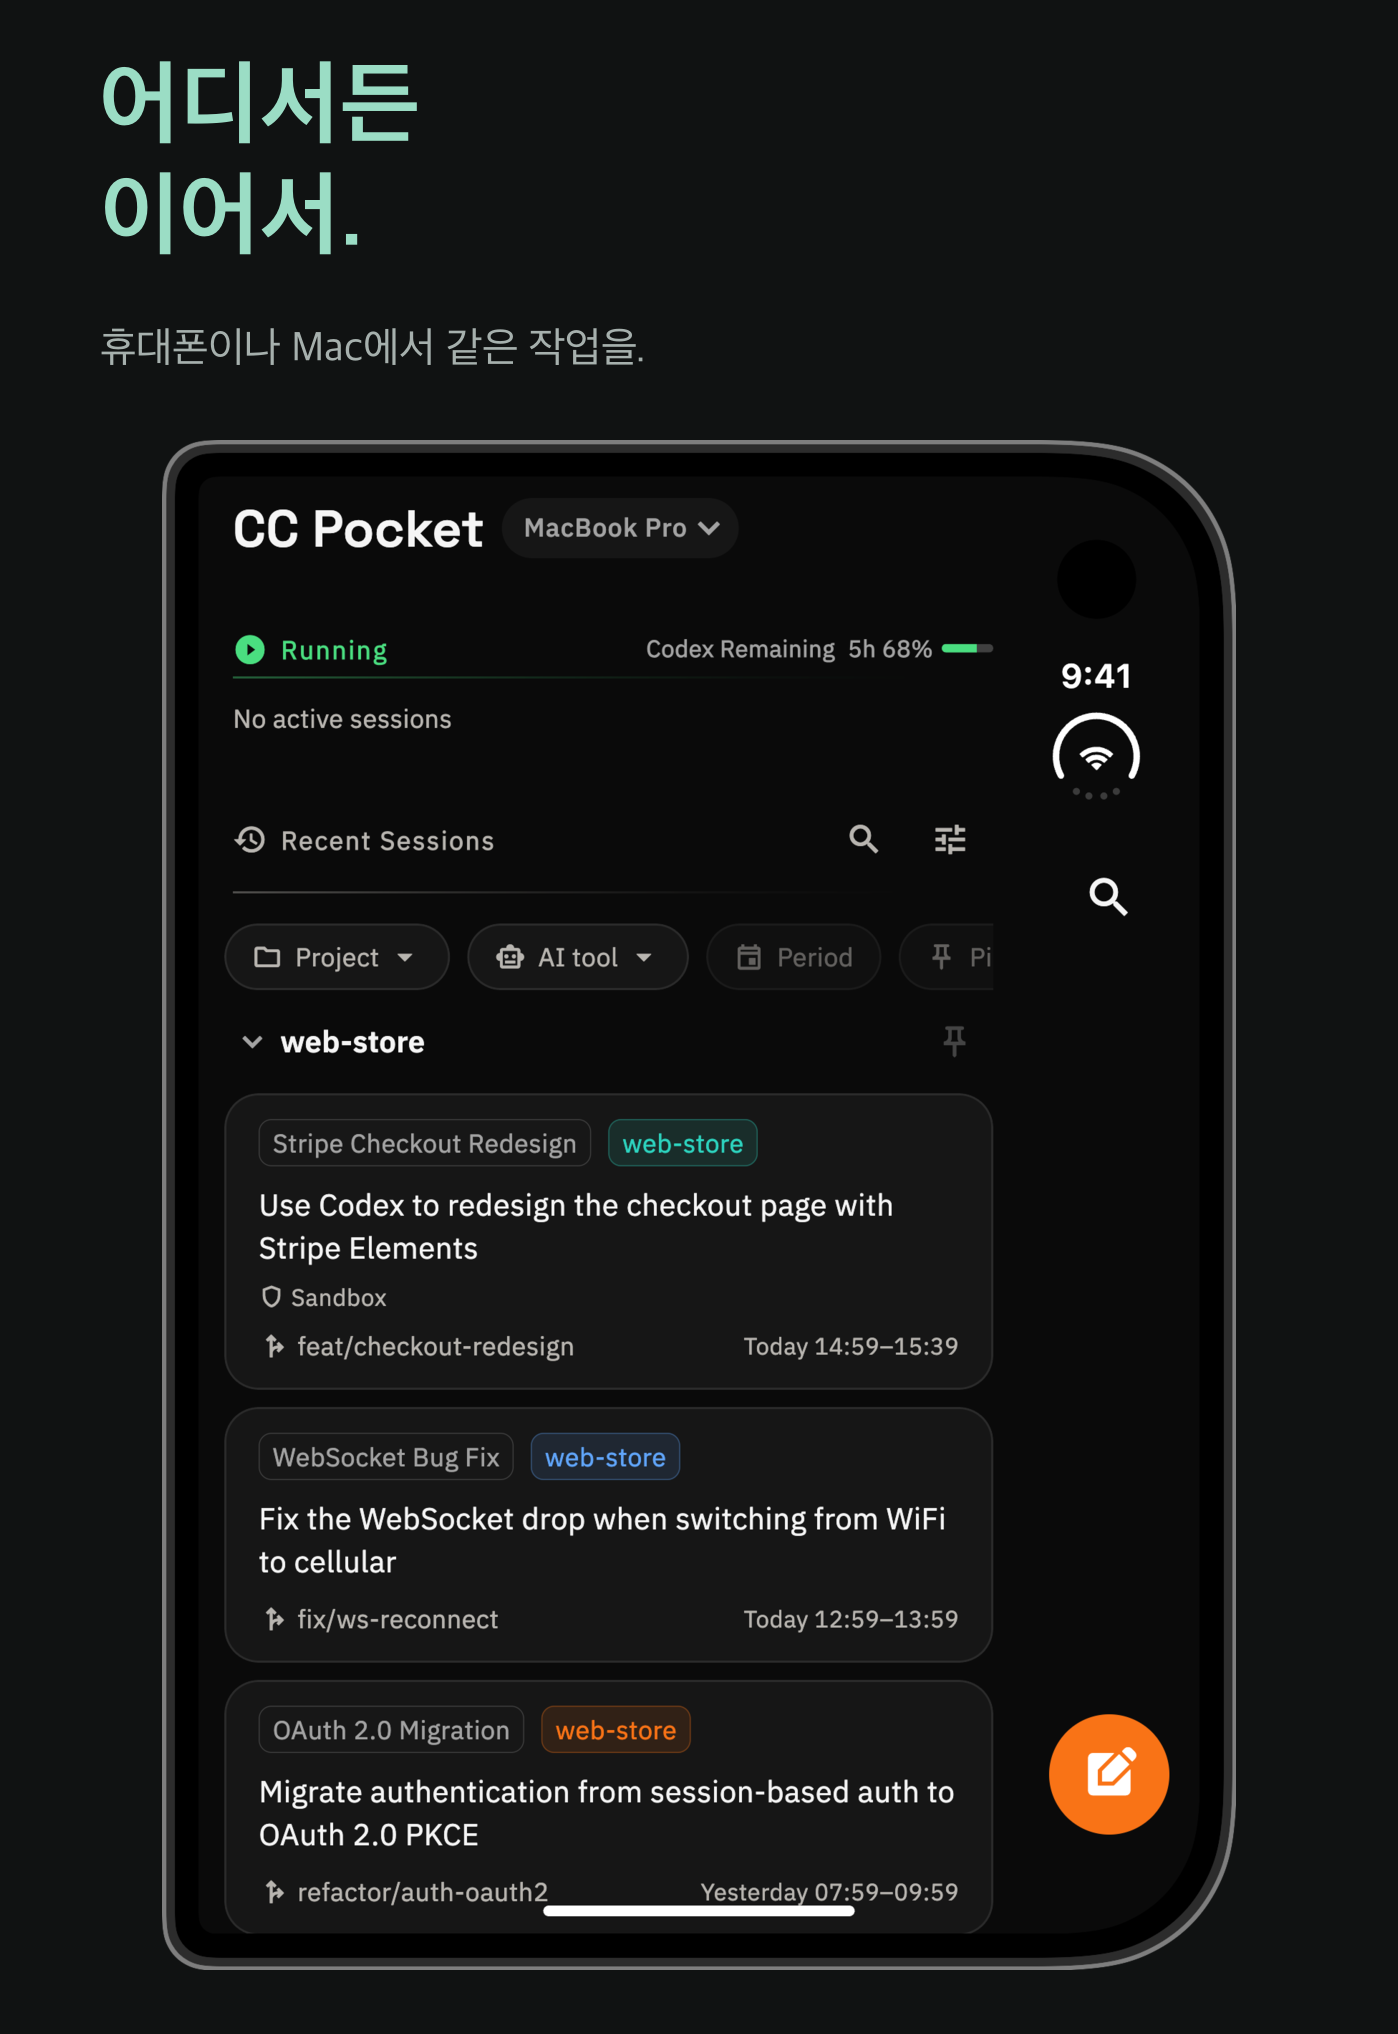 어디서든
이어서.
휴대폰이나 Mac에서 같은 작업을.
CC Pocket MacBook Pro
9:41
Running Codex Remaining 5h 68%
No active sessions
Recent Sessions
Project AI tool Period Pi
web-store
Stripe Checkout Redesign web-store
Use Codex to redesign the checkout page with
Stripe Elements
Sandbox
feat/checkout-redesign Today 14:59–15:39
WebSocket Bug Fix web-store
Fix the WebSocket drop when switching from WiFi
to cellular
fix/ws-reconnect Today 12:59–13:59
OAuth 2.0 Migration web-store
Migrate authentication from session-based auth to
OAuth 2.0 PKCE
refactor/auth-oauth2 Yesterday 07:59–09:59